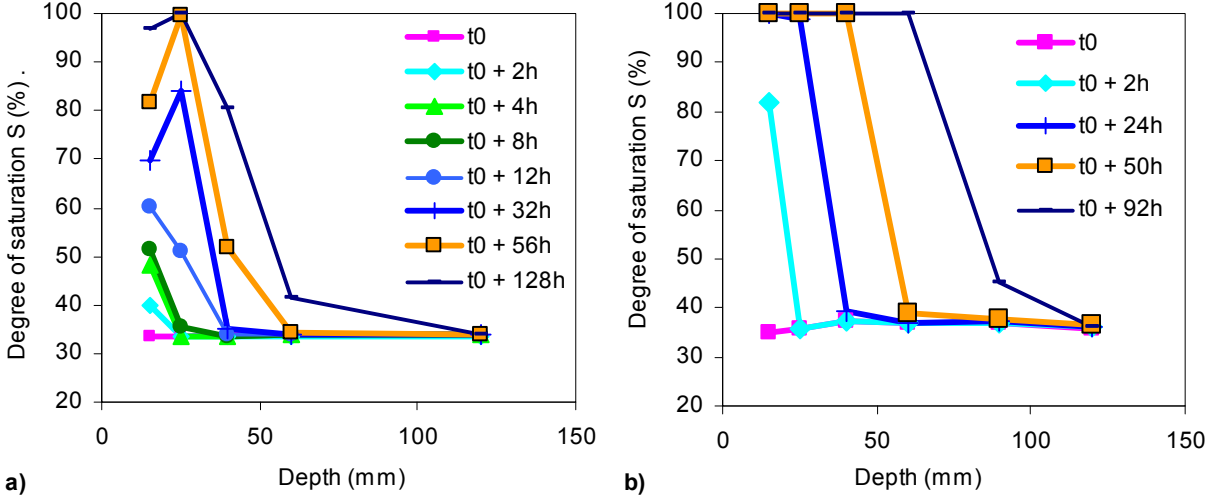 Degree of saturation S (%) .
100
90
80
70
60
50
40
30
20
0
50
100
150
Depth (mm)
t0
t0 + 2h
t0 + 4h
t0 + 8h
t0 + 12h
t0 + 32h
t0 + 56h
t0 + 128h
a)
Degree of saturation S (%)
100
90
80
70
60
50
40
30
20
0
50
100
150
Depth (mm)
t0
t0 + 2h
t0 + 24h
t0 + 50h
t0 + 92h
b)